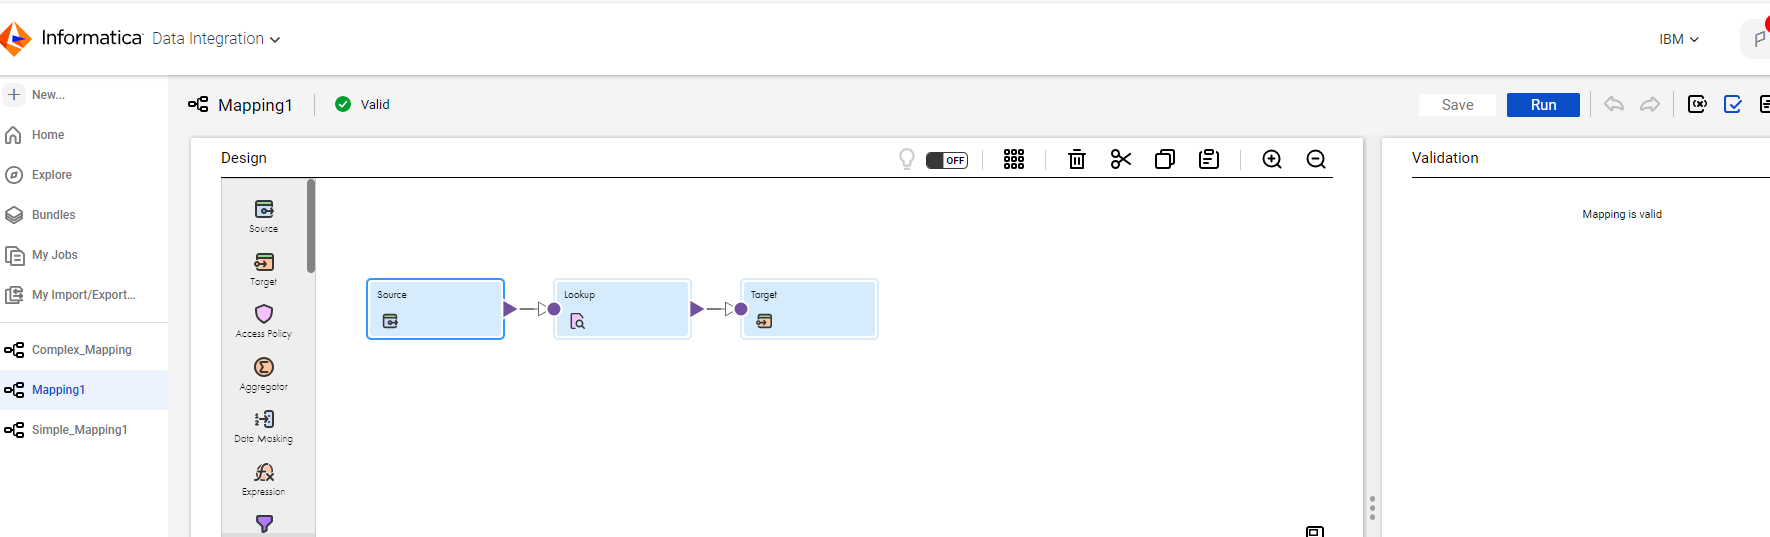 Informatica Data Integration
IBM
New...
Home
Explore
Bundles
My Jobs
My Import/Export...
Complex_Mapping
Mapping1
Simple_Mapping1
Mapping1
Valid
Save
Run
Design
OFF
Source
Target
Access Policy
Aggregator
Data Masking
Expression
Source
Lookup
Target
Validation
Mapping is valid